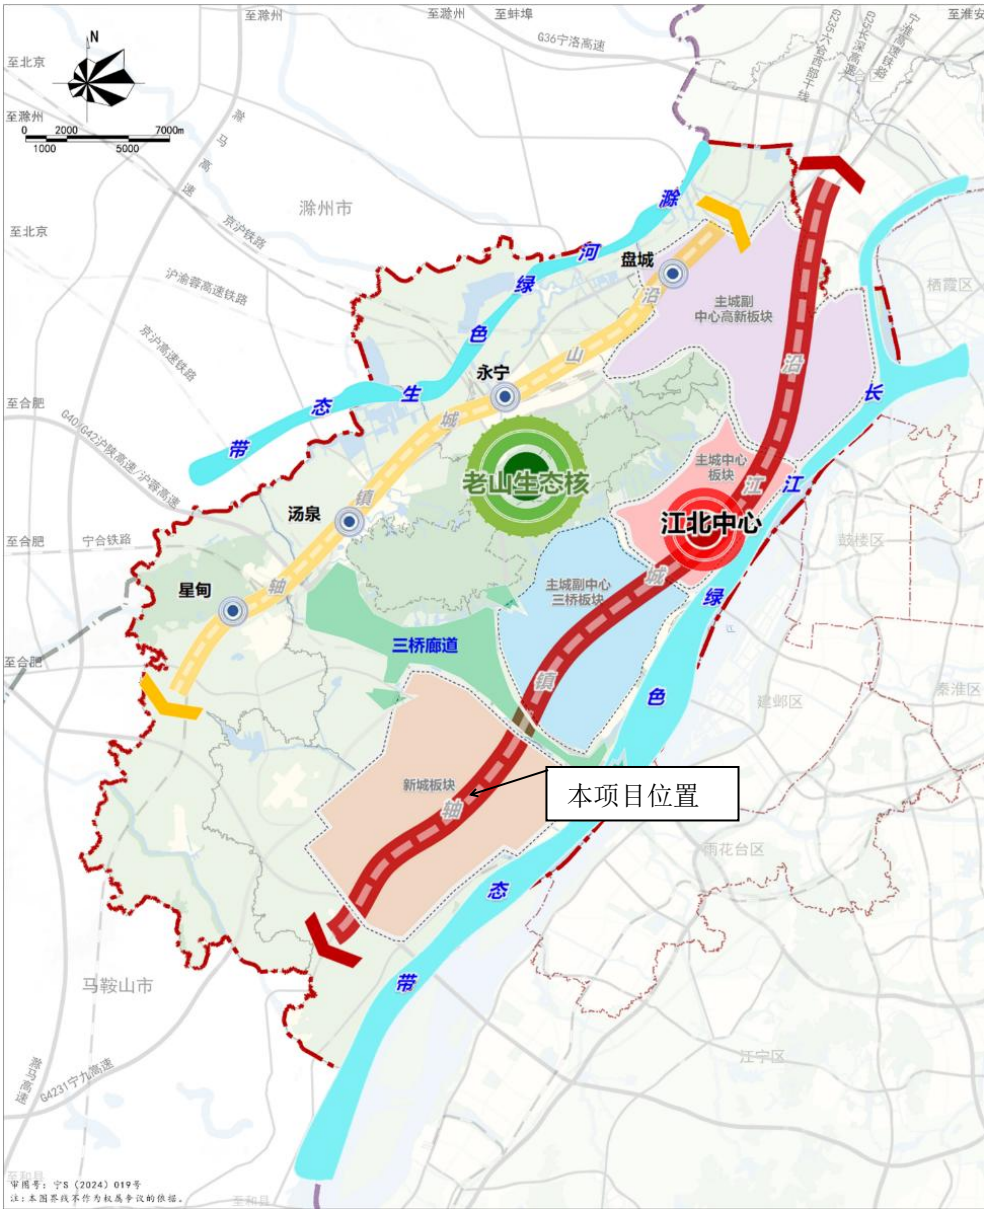 至滁州
至滁州
至蚌埠
至淮安
G36宁洛高速
G25长深高速
宁淮高速铁路
N
至北京
至滁州
0 2000 7000m
1000 5000
滁马高速
滁州市
京沪铁路
至北京
沪渝蓉高速铁路
京沪高速铁路
至合肥
G40/G42沪陕高速/沪蓉高速
至合肥
宁合铁路
至合肥
滁河绿色生态带
盘城
永宁
汤泉
星甸
沿山城镇轴
主城副
中心高新板块
栖霞区
沿江城镇轴
老山生态核
主城中心
板块
江北中心
主城副中心
三桥板块
三桥廊道
新城板块
本项目位置
长江绿色生态带
鼓楼区
建邺区
秦淮区
雨花台区
江宁区
马鞍山市
G4231宁九高速
至和县
至和县
审图号：宁S（2024）019号
注：本图界线不作为权属争议的依据。